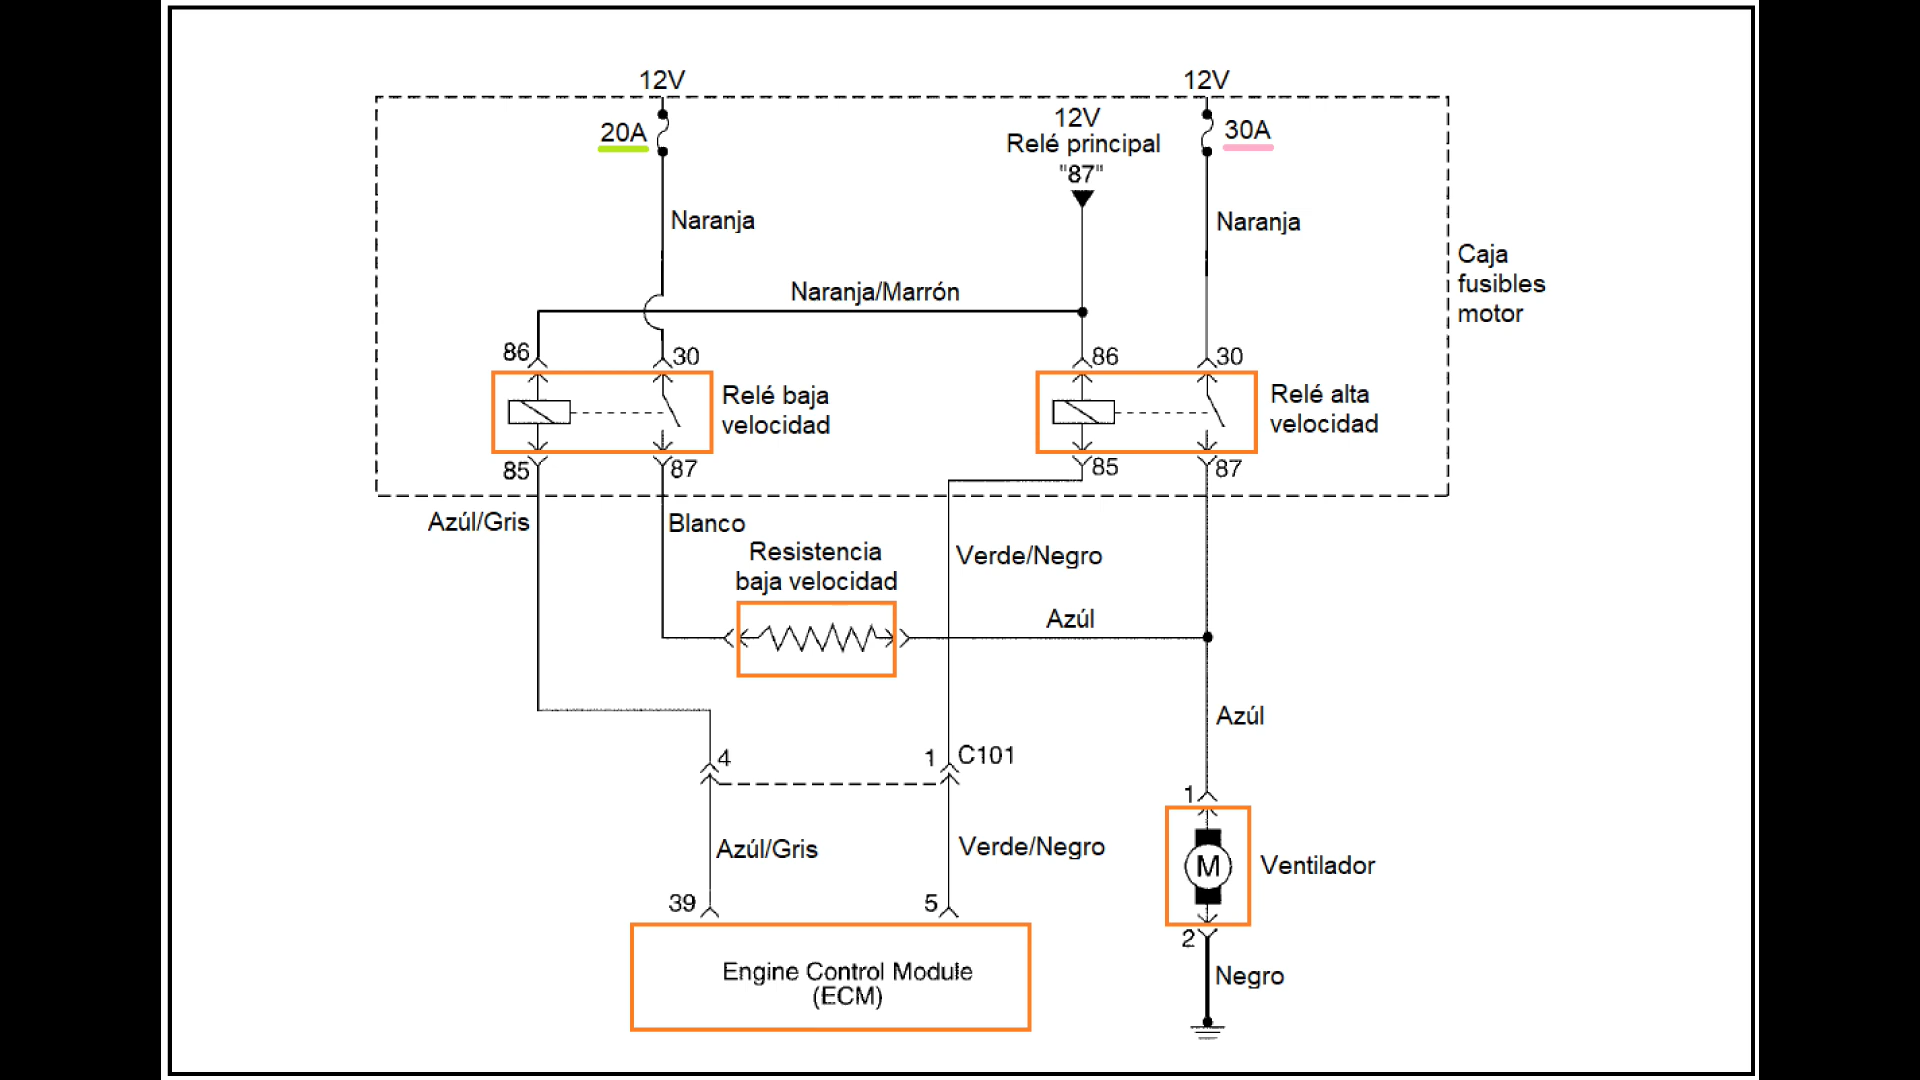 12V
12V
20A
12V
Relé principal
"87"
30A
Naranja
Naranja
Caja
fusibles
motor
Naranja/Marrón
86
30
86
30
Relé baja
velocidad
Relé alta
velocidad
85
87
85
87
Azúl/Gris
Blanco
Resistencia
baja velocidad
Verde/Negro
Azúl
Azúl
4
1
C101
1
Azúl/Gris
Verde/Negro
M
Ventilador
39
5
2
Engine Control Module
(ECM)
Negro